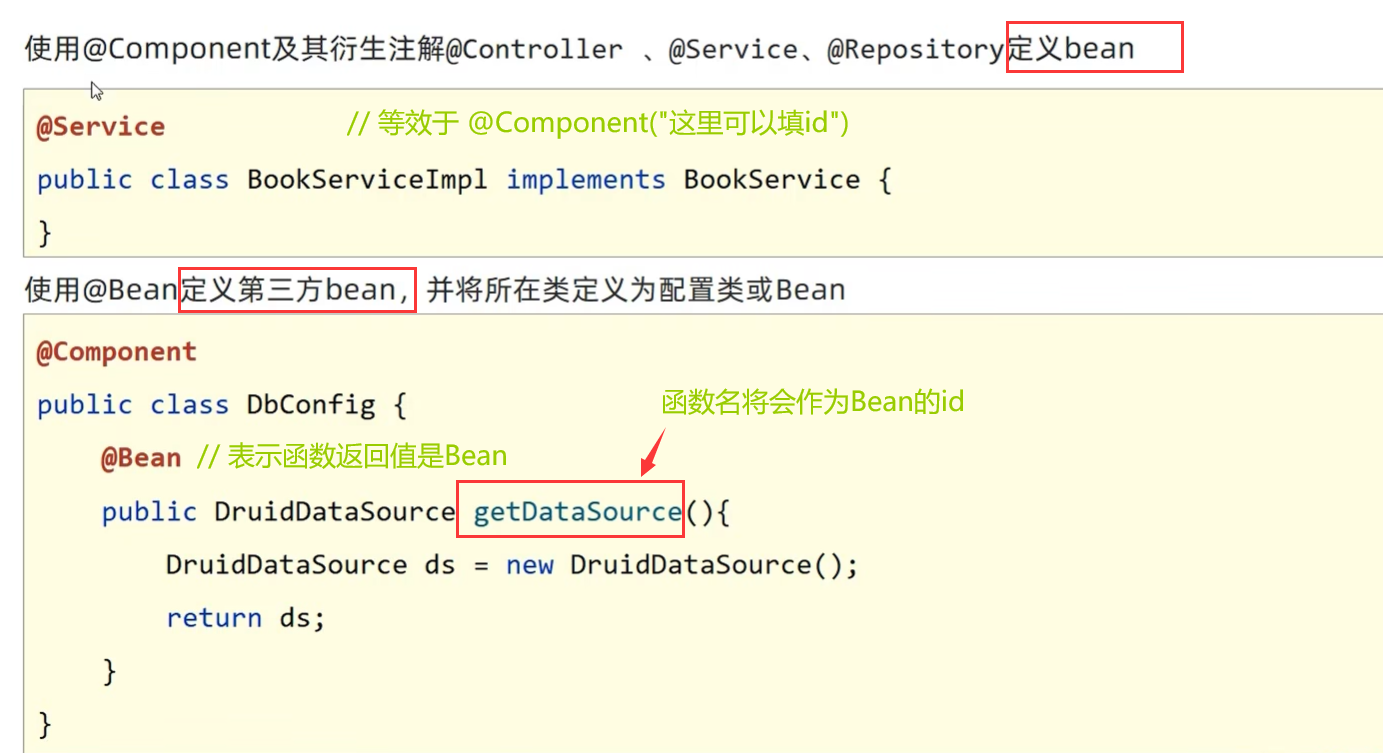 使用@Component及其衍生注解@Controller 、@Service、@Repository定义bean
@Service // 等效于 @Component("这里可以填id")
public class BookServiceImpl implements BookService {
}
使用@Bean定义第三方bean，并将所在类定义为配置类或Bean
@Component
public class DbConfig {
函数名将会作为Bean的id
@Bean // 表示函数返回值是Bean
public DruidDataSource getDataSource(){
DruidDataSource ds = new DruidDataSource();
return ds;
}
}